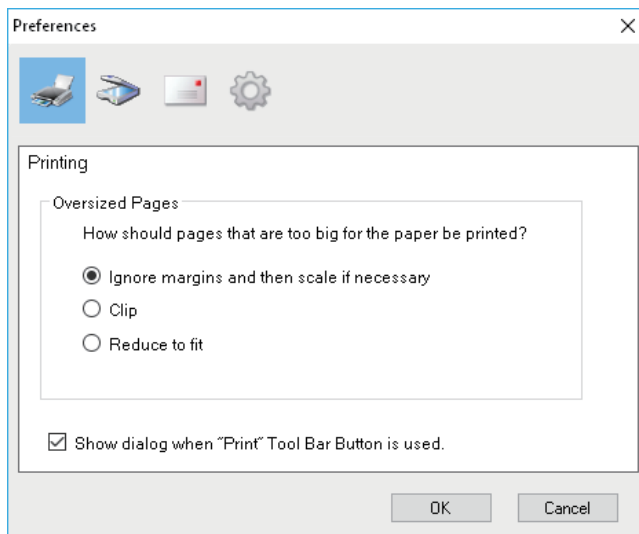 Preferences
Printing
Oversized Pages
How should pages that are too big for the paper be printed?
Ignore margins and then scale if necessary
Clip
Reduce to fit
Show dialog when "Print" Tool Bar Button is used.
OK Cancel